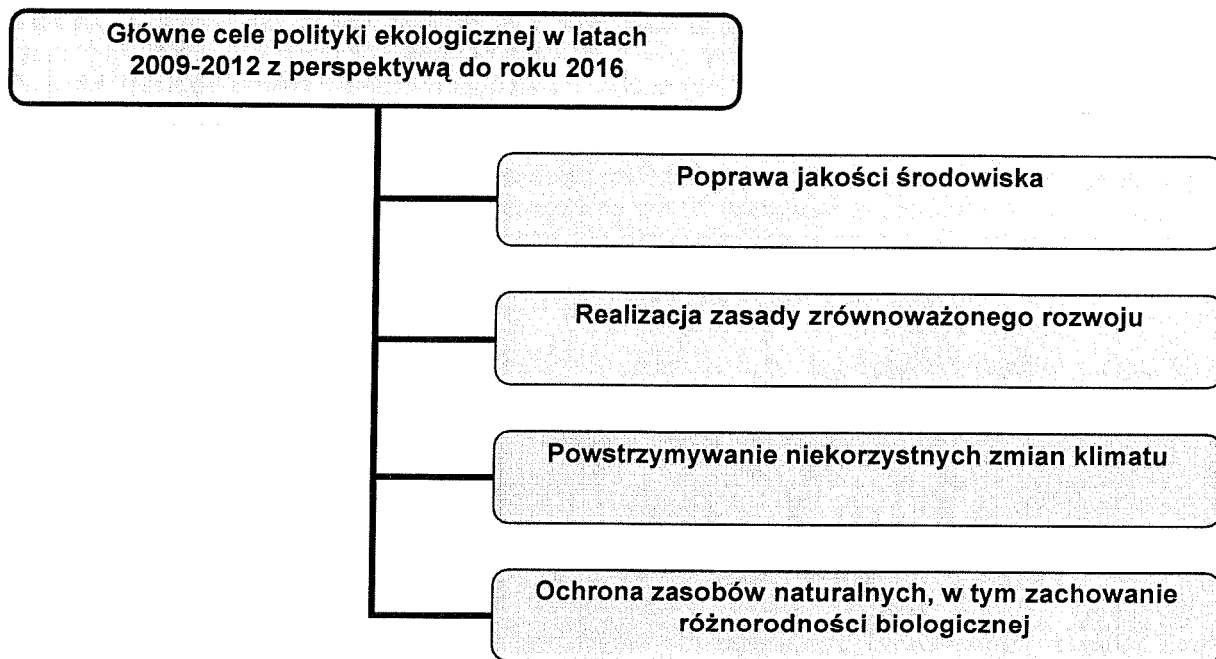 Główne cele polityki ekologicznej w latach
2009-2012 z perspektywą do roku 2016
Poprawa jakości środowiska
Realizacja zasady zrównoważonego rozwoju
Powstrzymywanie niekorzystnych zmian klimatu
Ochrona zasobów naturalnych, w tym zachowanie
różnorodności biologicznej